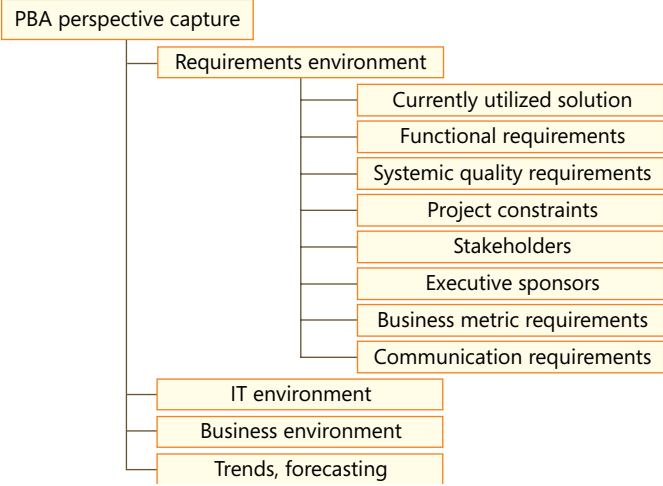 PBA perspective capture
Requirements environment
Currently utilized solution
Functional requirements
Systemic quality requirements
Project constraints
Stakeholders
Executive sponsors
Business metric requirements
Communication requirements
IT environment
Business environment
Trends, forecasting